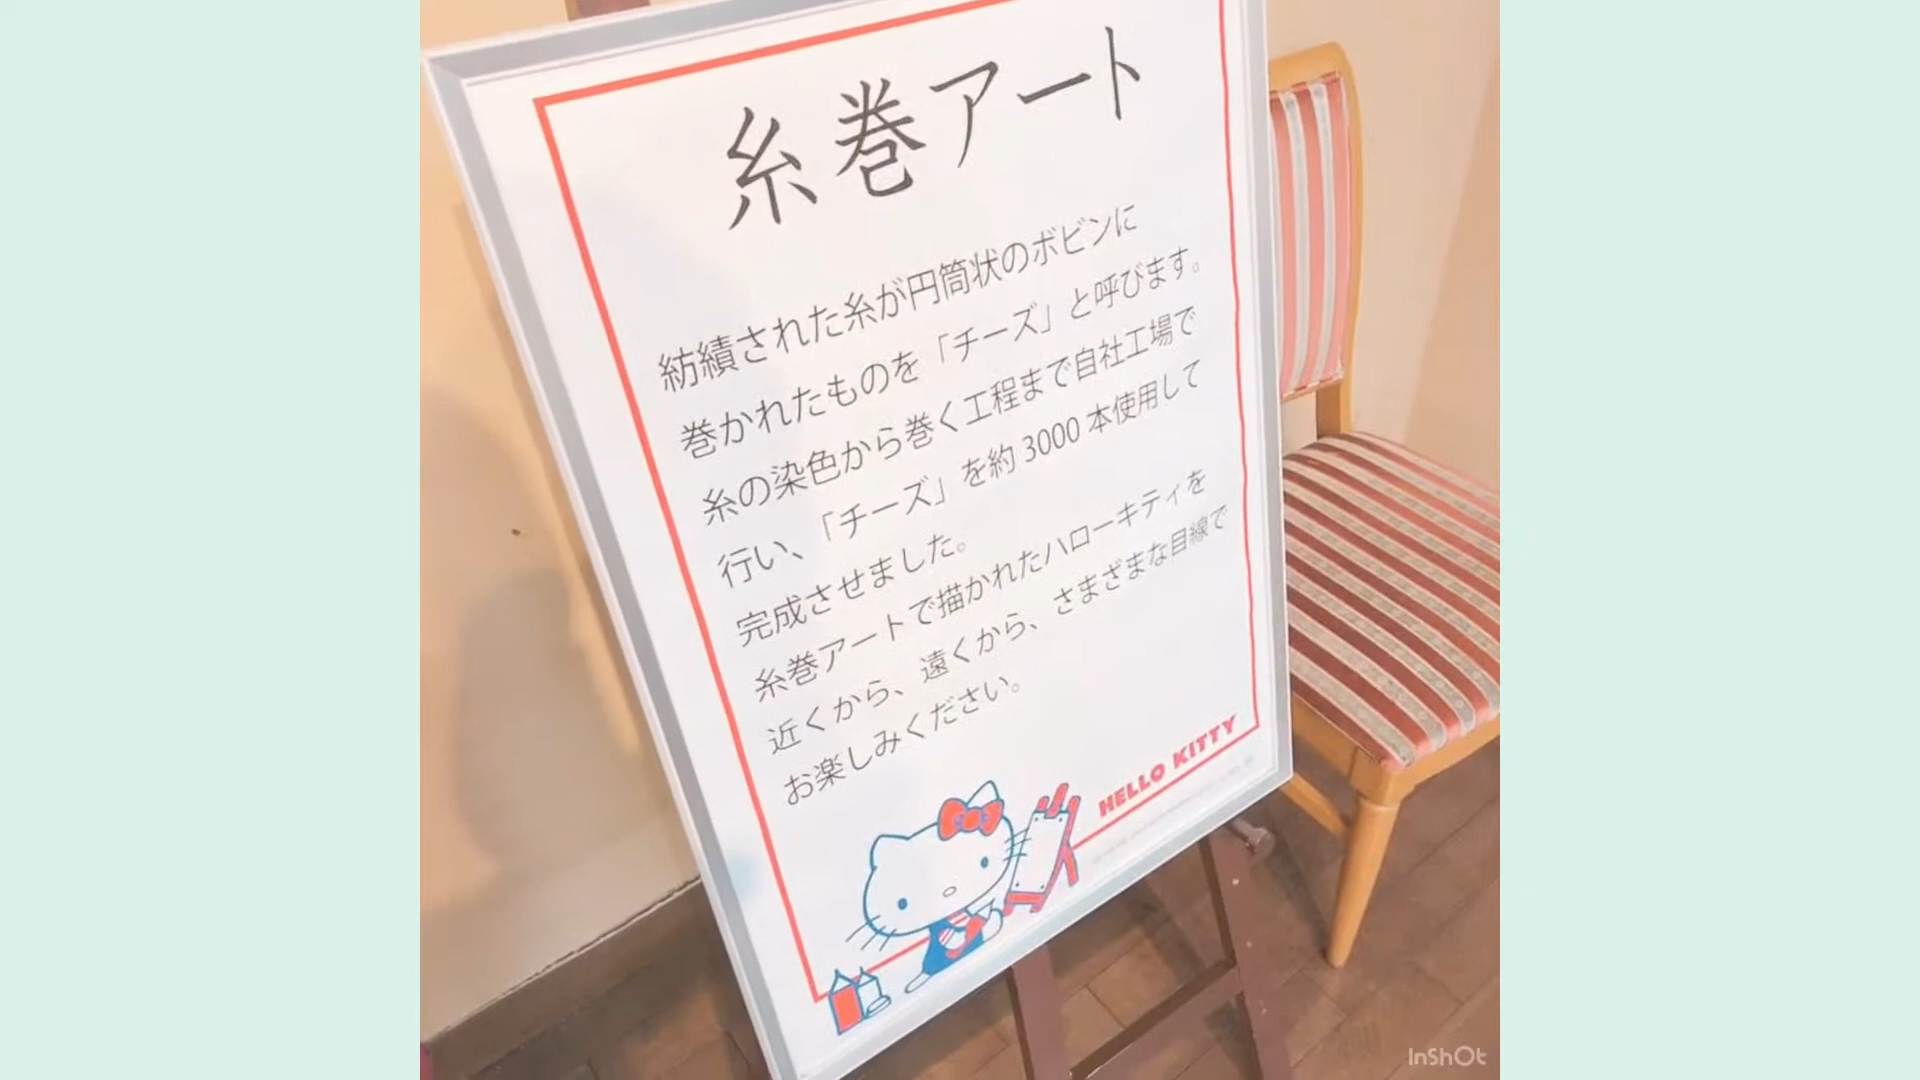 糸巻アート
紡績された糸が円筒状のボビンに
巻かれたものを「チーズ」と呼びます。
糸の染色から巻く工程まで自社工場で
行い、「チーズ」を約3000本使用して
完成させました。
糸巻アートで描かれたハローキティを
近くから、遠くから、さまざまな目線で
お楽しみください。
HELLO KITTY
InShOt